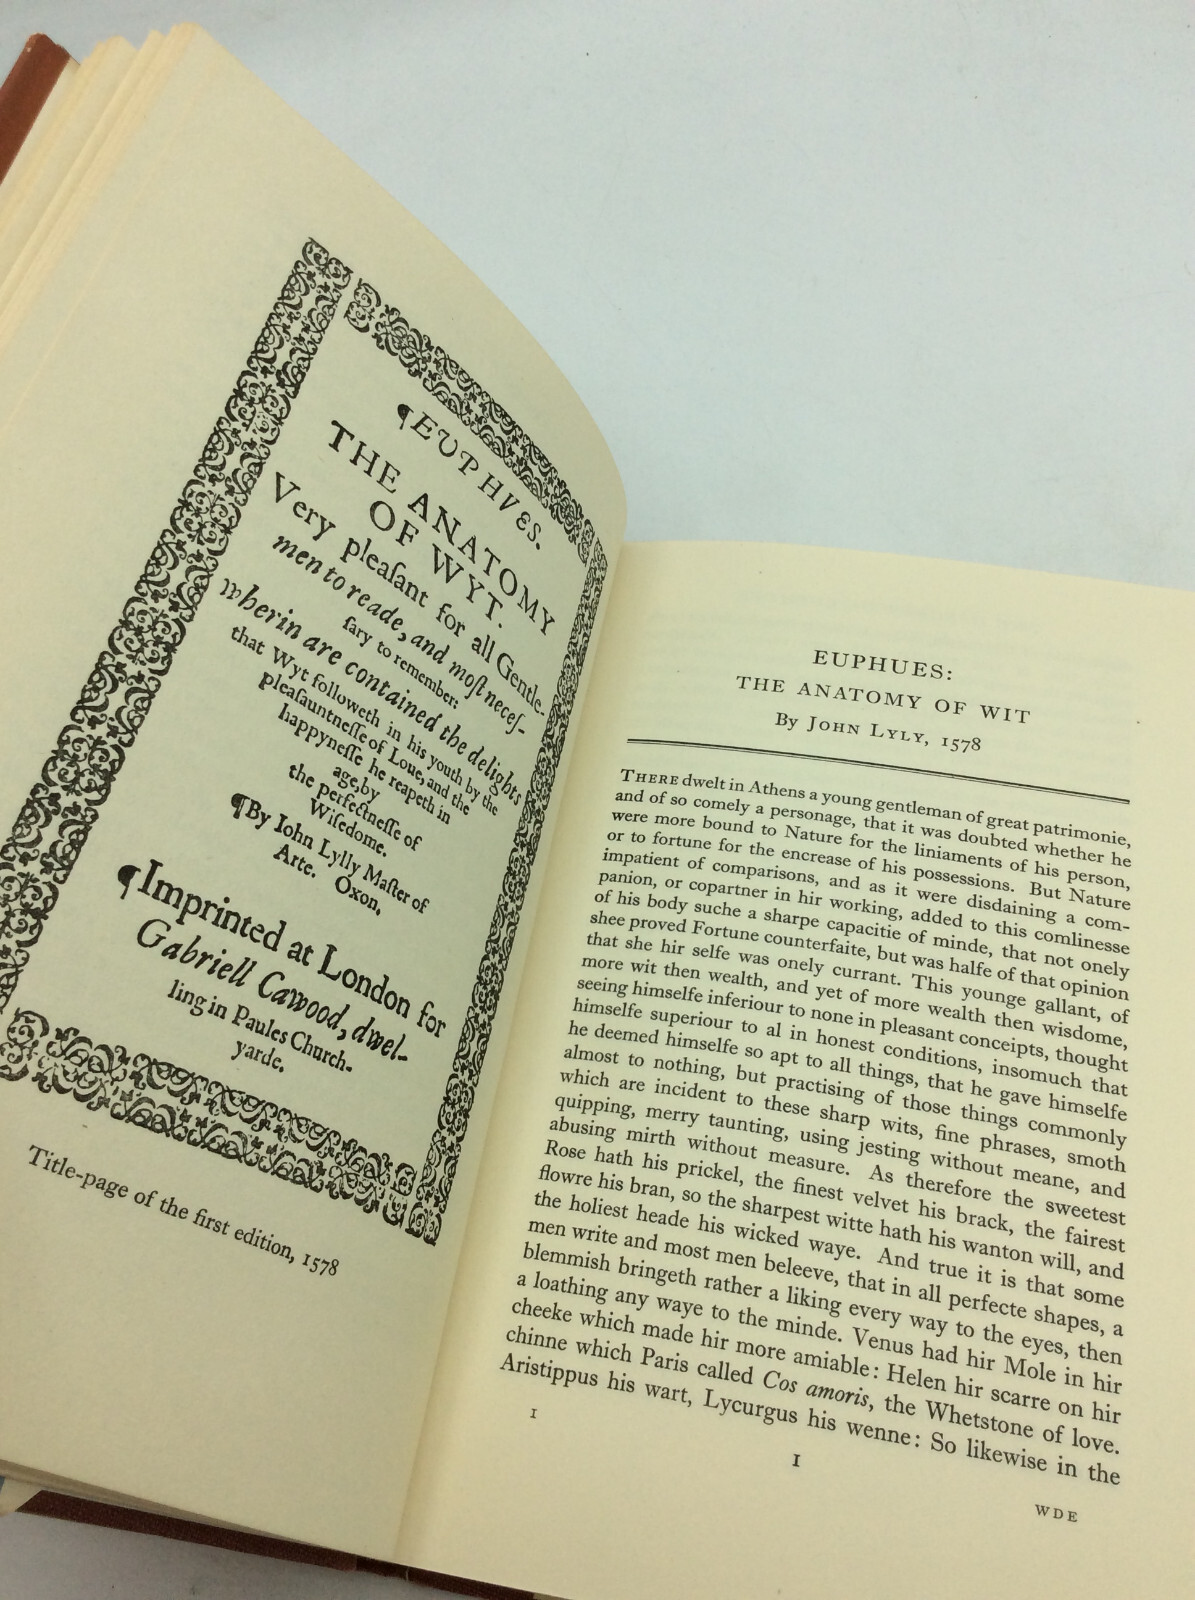 ¶EVPHVES.
THE ANATOMY
OF WYT.
Very pleaſant for all Gentle-
men to reade, and moſt neceſ-
ſary to remember:
wherin are contained the delights
that Wyt followeth in his youth by the
pleaſauntneſſe of Loue, and the
happyneſſe he reapeth in
age, by
the perfectneſſe of
Wiſedome.
¶By Iohn Lylly Maſter of
Arte. Oxon,
¶Imprinted at London for
Gabriell Cawood, dwel-
ling in Paules Church-
yarde.
Title-page of the first edition, 1578
EUPHUES:
THE ANATOMY OF WIT
By JOHN LYLY, 1578
THERE dwelt in Athens a young gentleman of great patrimonie,
and of so comely a personage, that it was doubted whether he
were more bound to Nature for the liniaments of his person,
or to fortune for the encrease of his possessions. But Nature
impatient of comparisons, and as it were disdaining a com-
panion, or copartner in hir working, added to this comlinesse
of his body suche a sharpe capacitie of minde, that not onely
shee proved Fortune counterfaite, but was halfe of that opinion
that she hir selfe was onely currant. This younge gallant, of
more wit then wealth, and yet of more wealth then wisdome,
seeing himselfe inferiour to none in pleasant conceipts, thought
himselfe superiour to al in honest conditions, insomuch that
he deemed himselfe so apt to all things, that he gave himselfe
almost to nothing, but practising of those things commonly
which are incident to these sharp wits, fine phrases, smoth
quipping, merry taunting, using jesting without meane, and
abusing mirth without measure. As therefore the sweetest
Rose hath his prickel, the finest velvet his brack, the fairest
flowre his bran, so the sharpest witte hath his wanton will, and
the holiest heade his wicked waye. And true it is that some
men write and most men beleeve, that in all perfecte shapes, a
blemmish bringeth rather a liking every way to the eyes, then
a loathing any waye to the minde. Venus had hir Mole in hir
cheeke which made hir more amiable: Helen hir scarre on hir
chinne which Paris called Cos amoris, the Whetstone of love.
Aristippus his wart, Lycurgus his wenne: So likewise in the
I
I
WDE